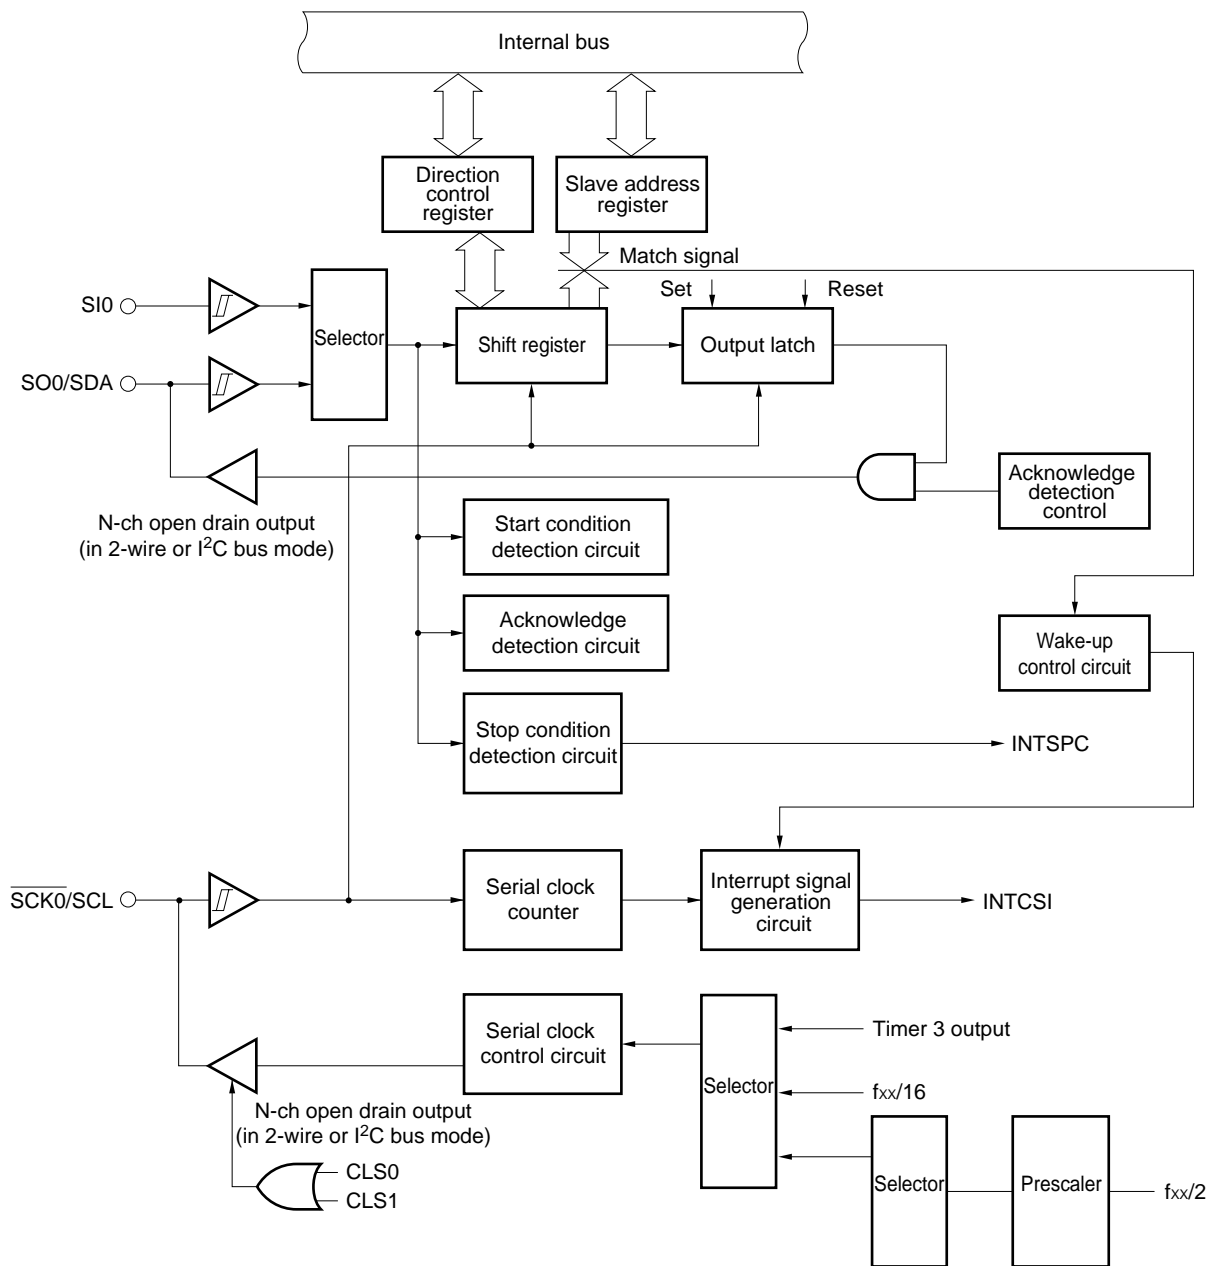 Internal bus
Direction
control
register
Slave address
register
Match signal
Set
Reset
SI0
Selector
Shift register
Output latch
SO0/SDA
N-ch open drain output
(in 2-wire or I²C bus mode)
Acknowledge
detection
control
Start condition
detection circuit
Acknowledge
detection circuit
Wake-up
control circuit
Stop condition
detection circuit
INTSPC
SCK0/SCL
Serial clock
counter
Interrupt signal
generation
circuit
INTCSI
Serial clock
control circuit
Selector
Timer 3 output
fxx/16
N-ch open drain output
(in 2-wire or I²C bus mode)
CLS0
CLS1
Selector
Prescaler
fxx/2